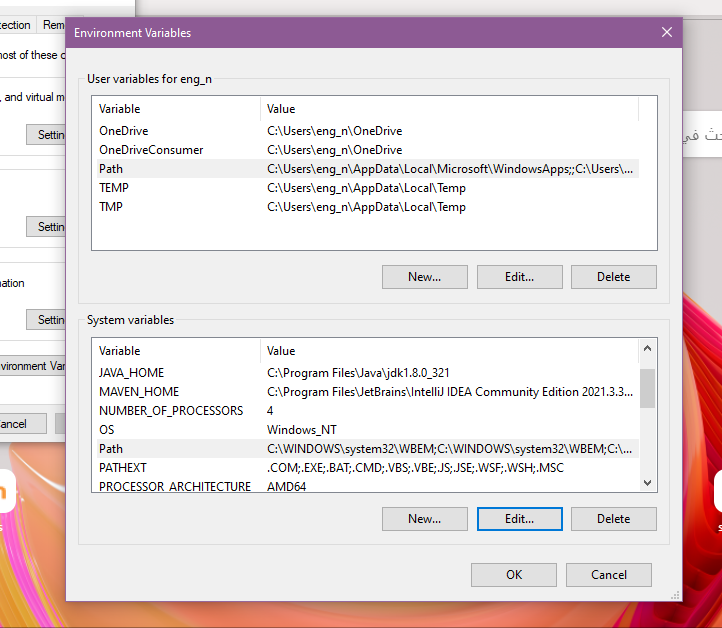 tection Rem
Environment Variables
most of these c
, and virtual m
Settin
Settin
ation
Settin
vironment Var
ancel
User variables for eng_n
Variable Value
OneDrive C:\Users\eng_n\OneDrive
OneDriveConsumer C:\Users\eng_n\OneDrive
Path C:\Users\eng_n\AppData\Local\Microsoft\WindowsApps;;C:\Users\...
TEMP C:\Users\eng_n\AppData\Local\Temp
TMP C:\Users\eng_n\AppData\Local\Temp
New... Edit... Delete
System variables
Variable Value
JAVA_HOME C:\Program Files\Java\jdk1.8.0_321
MAVEN_HOME C:\Program Files\JetBrains\IntelliJ IDEA Community Edition 2021.3.3...
NUMBER_OF_PROCESSORS 4
OS Windows_NT
Path C:\WINDOWS\system32\WBEM;C:\WINDOWS\system32\WBEM;C:\...
PATHEXT .COM;.EXE;.BAT;.CMD;.VBS;.VBE;.JS;.JSE;.WSF;.WSH;.MSC
PROCESSOR_ARCHITECTURE AMD64
New... Edit... Delete
OK Cancel
حث في